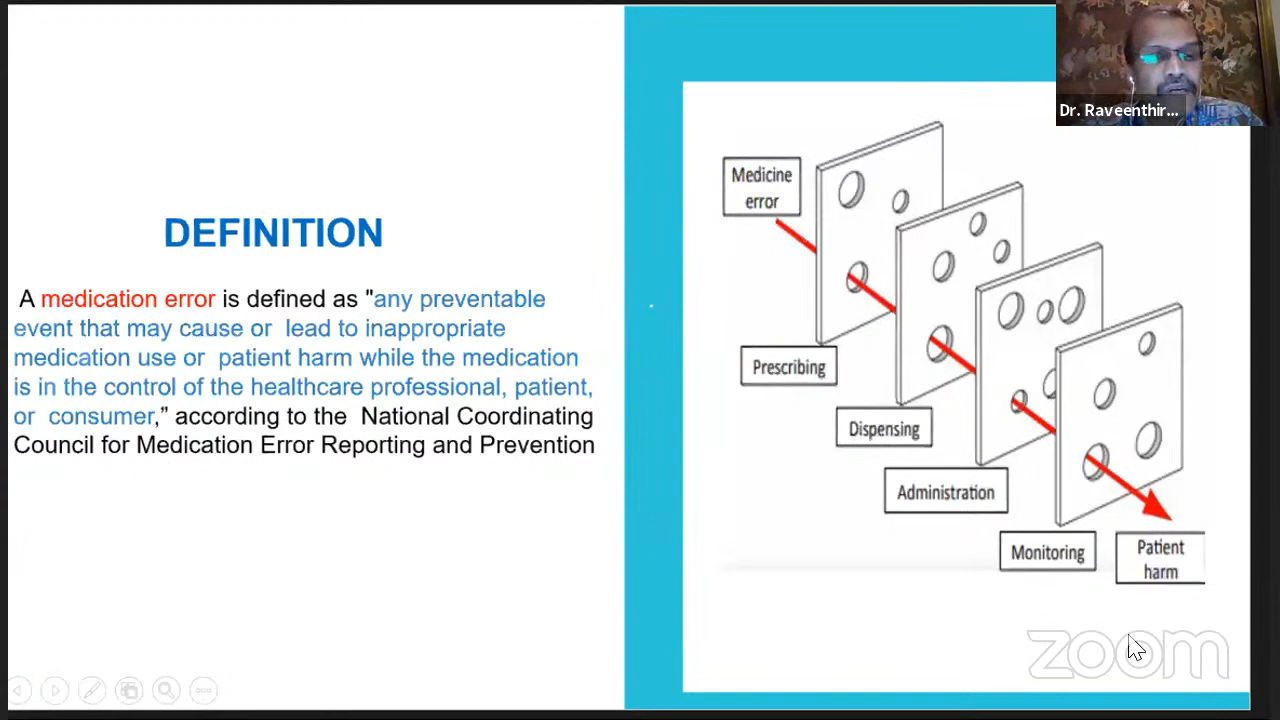 DEFINITION
A medication error is defined as "any preventable
event that may cause or lead to inappropriate
medication use or patient harm while the medication
is in the control of the healthcare professional, patient,
or consumer,” according to the National Coordinating
Council for Medication Error Reporting and Prevention
Dr. Raveenthir...
Medicine
error
Prescribing
Dispensing
Administration
Monitoring
Patient
harm
zoom